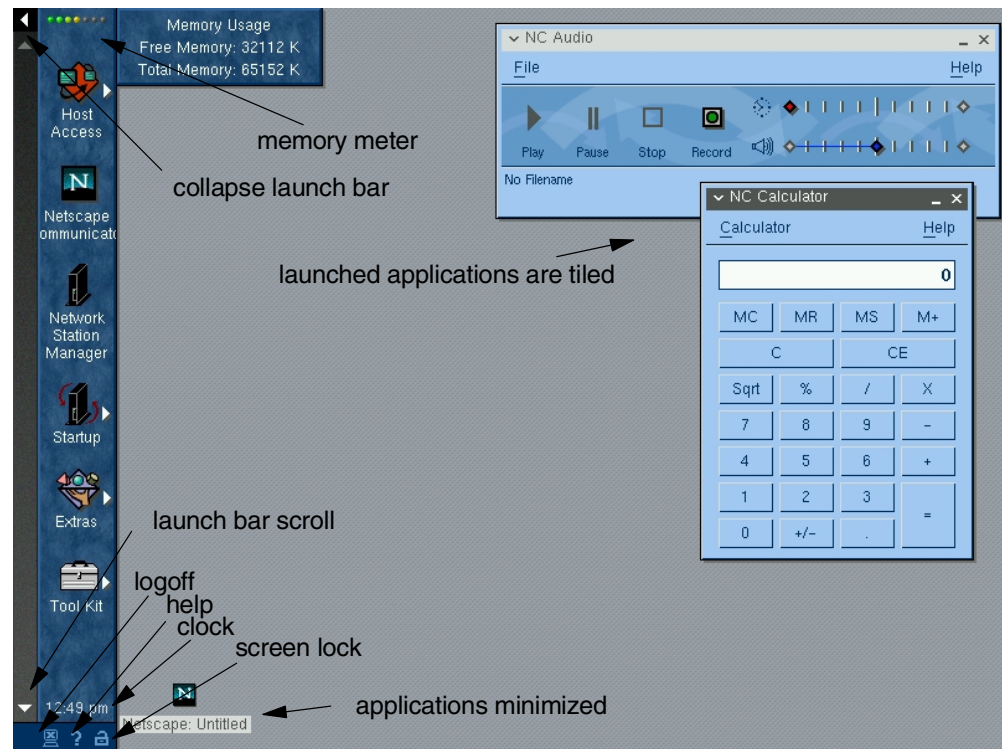 Memory Usage
Free Memory: 32112 K
Total Memory: 65152 K
Host
Access
memory meter
collapse launch bar
N
Netscape
ommunicato
Network
Station
Manager
Startup
Extras
launch bar scroll
logoff
Tool Kit
help
clock
screen lock
12:49 pm
?
N
Netscape: Untitled
applications minimized
NC Audio
File
Help
Play
Pause
Stop
Record
No Filename
launched applications are tiled
NC Calculator
Calculator
Help
0
MC MR MS M+
C CE
Sqrt % / X
7 8 9 -
4 5 6 +
1 2 3
=
0 +/- .